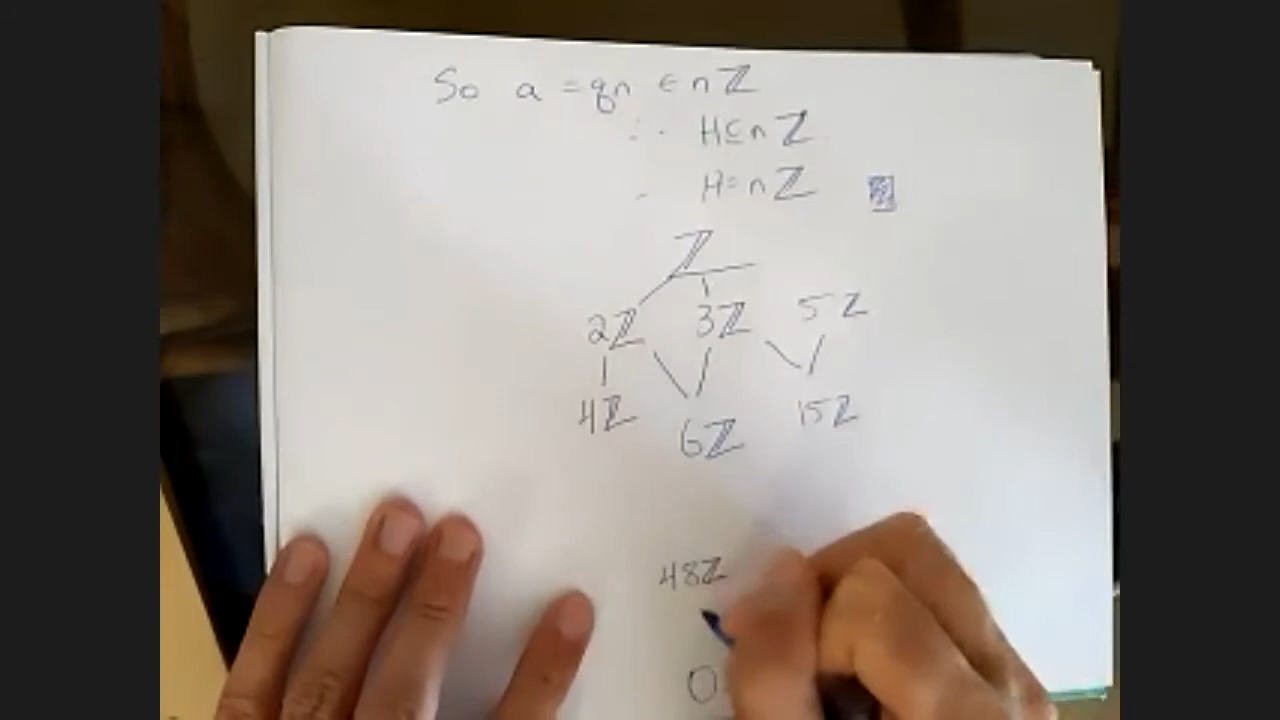 So a = qn ∈ nℤ
∴ H⊆nℤ
∴ H=nℤ
ℤ
2ℤ 3ℤ 5ℤ
4ℤ 6ℤ 15ℤ
48ℤ
0